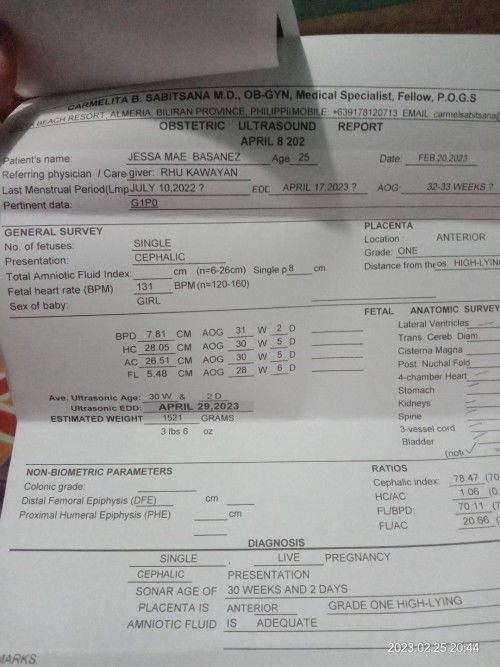 CARMELITA B. SABITSANA M.D., OB-GYN, Medical Specialist, Fellow, P.O.G.S
BEACH RESORT, ALMERIA, BILIRAN PROVINCE, PHILIPPI MOBILE +639178120713 EMAIL: carmelsabitsana
OBSTETRIC ULTRASOUND REPORT
APRIL 8 202
Patient's name: JESSA MAE BASANEZ Age 25 Date: FEB.20,2023
Referring physician / Care giver: RHU KAWAYAN
Last Menstrual Period(Lmp JULY 10,2022 ? EDC APRIL 17,2023 ? AOG: 32-33 WEEKS ?
Pertinent data: G1P0
GENERAL SURVEY
No. of fetuses: SINGLE
Presentation: CEPHALIC
Total Amniotic Fluid Index: cm (n=6-26cm) Single p 8 cm
Fetal heart rate (BPM) 131 BPM (n=120-160)
Sex of baby: GIRL
PLACENTA
Location : ANTERIOR
Grade: ONE
Distance from the os: HIGH-LYING
BPD 7.81 CM AOG 31 W 2 D
HC 28.05 CM AOG 30 W 5 D
AC 26.51 CM AOG 30 W 5 D
FL 5.48 CM AOG 28 W 6 D
Ave. Ultrasonic Age: 30 W & 2 D
Ultrasonic EDD: APRIL 29,2023
ESTIMATED WEIGHT 1521 GRAMS
3 lbs 6 oz
FETAL ANATOMIC SURVEY
Lateral Ventricles
Trans. Cereb. Diam.
Cisterna Magna
Post. Nuchal Fold
4-chamber Heart
Stomach
Kidneys
Spine
3-vessel cord
Bladder
(note
NON-BIOMETRIC PARAMETERS
Colonic grade:
Distal Femoral Epiphysis (DFE) cm
Proximal Humeral Epiphysis (PHE) cm
RATIOS
Cephalic index: 78.47 (70
HC/AC: 1.06 (0.
FL/BPD: 70.11 (7
FL/AC 20.66
DIAGNOSIS
SINGLE , LIVE PREGNANCY
CEPHALIC PRESENTATION
SONAR AGE OF 30 WEEKS AND 2 DAYS
PLACENTA IS ANTERIOR GRADE ONE HIGH-LYING
AMNIOTIC FLUID IS ADEQUATE
MARKS:
2023.02.25 20:44